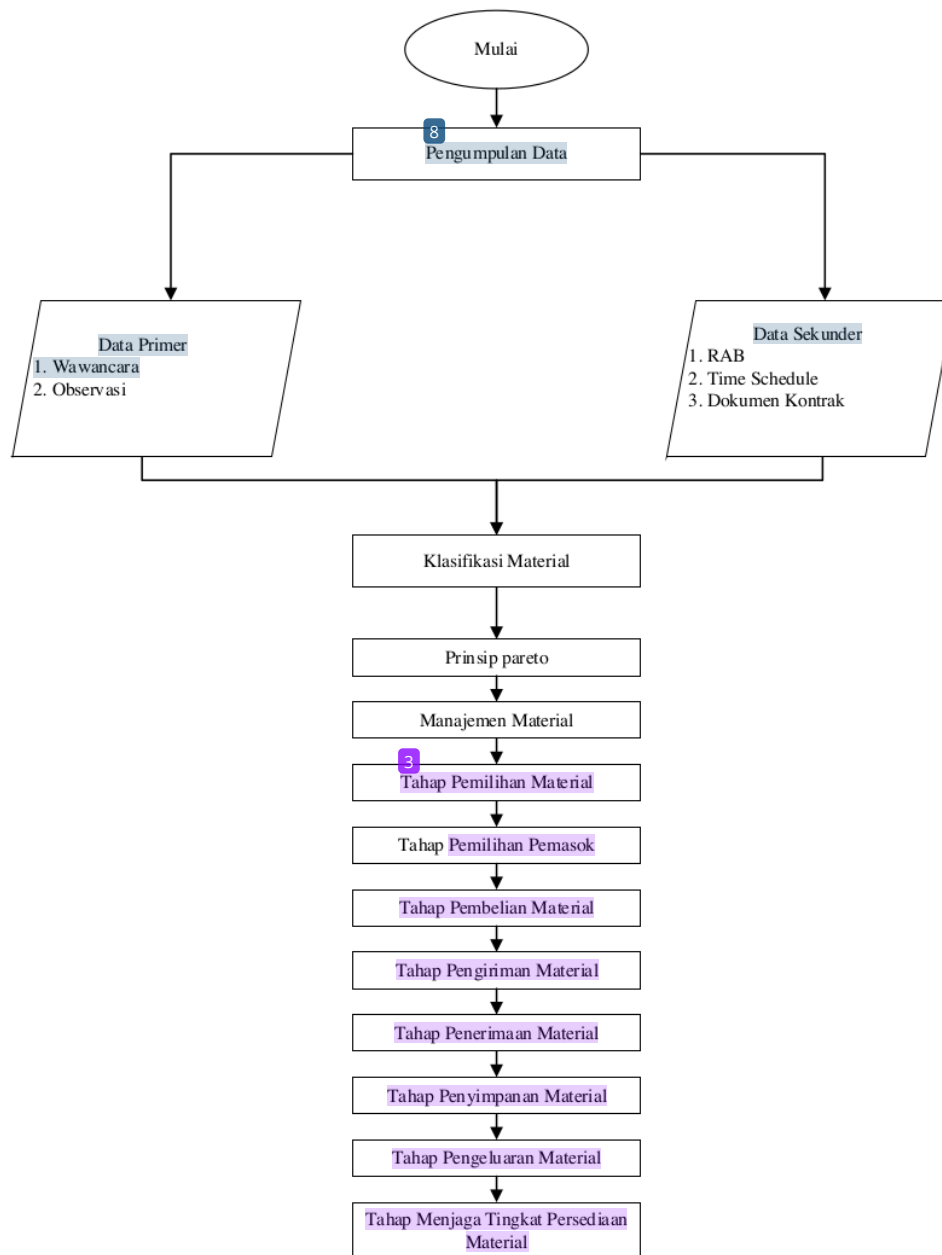 Mulai
8
Pengumpulan Data
Data Primer
1. Wawancara
2. Observasi
Data Sekunder
1. RAB
2. Time Schedule
3. Dokumen Kontrak
Klasifikasi Material
Prinsip pareto
Manajemen Material
3
Tahap Pemilihan Material
Tahap Pemilihan Pemasok
Tahap Pembelian Material
Tahap Pengiriman Material
Tahap Penerimaan Material
Tahap Penyimpanan Material
Tahap Pengeluaran Material
Tahap Menjaga Tingkat Persediaan
Material